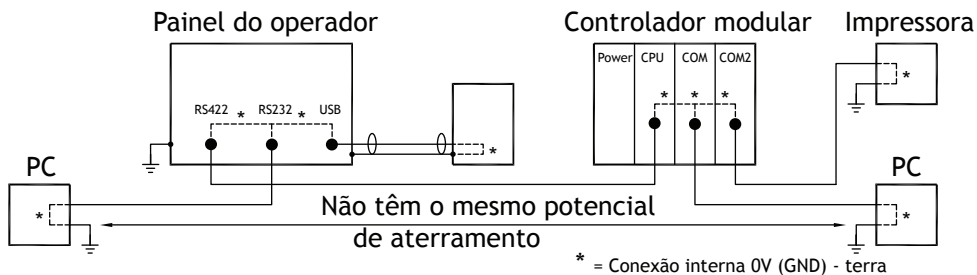 Painel do operador
Controlador modular
Impressora
Power CPU COM COM2
* * *
*
RS422 * RS232 * USB
*
PC
PC
*
*
Não têm o mesmo potencial
de aterramento
* = Conexão interna 0V (GND) - terra